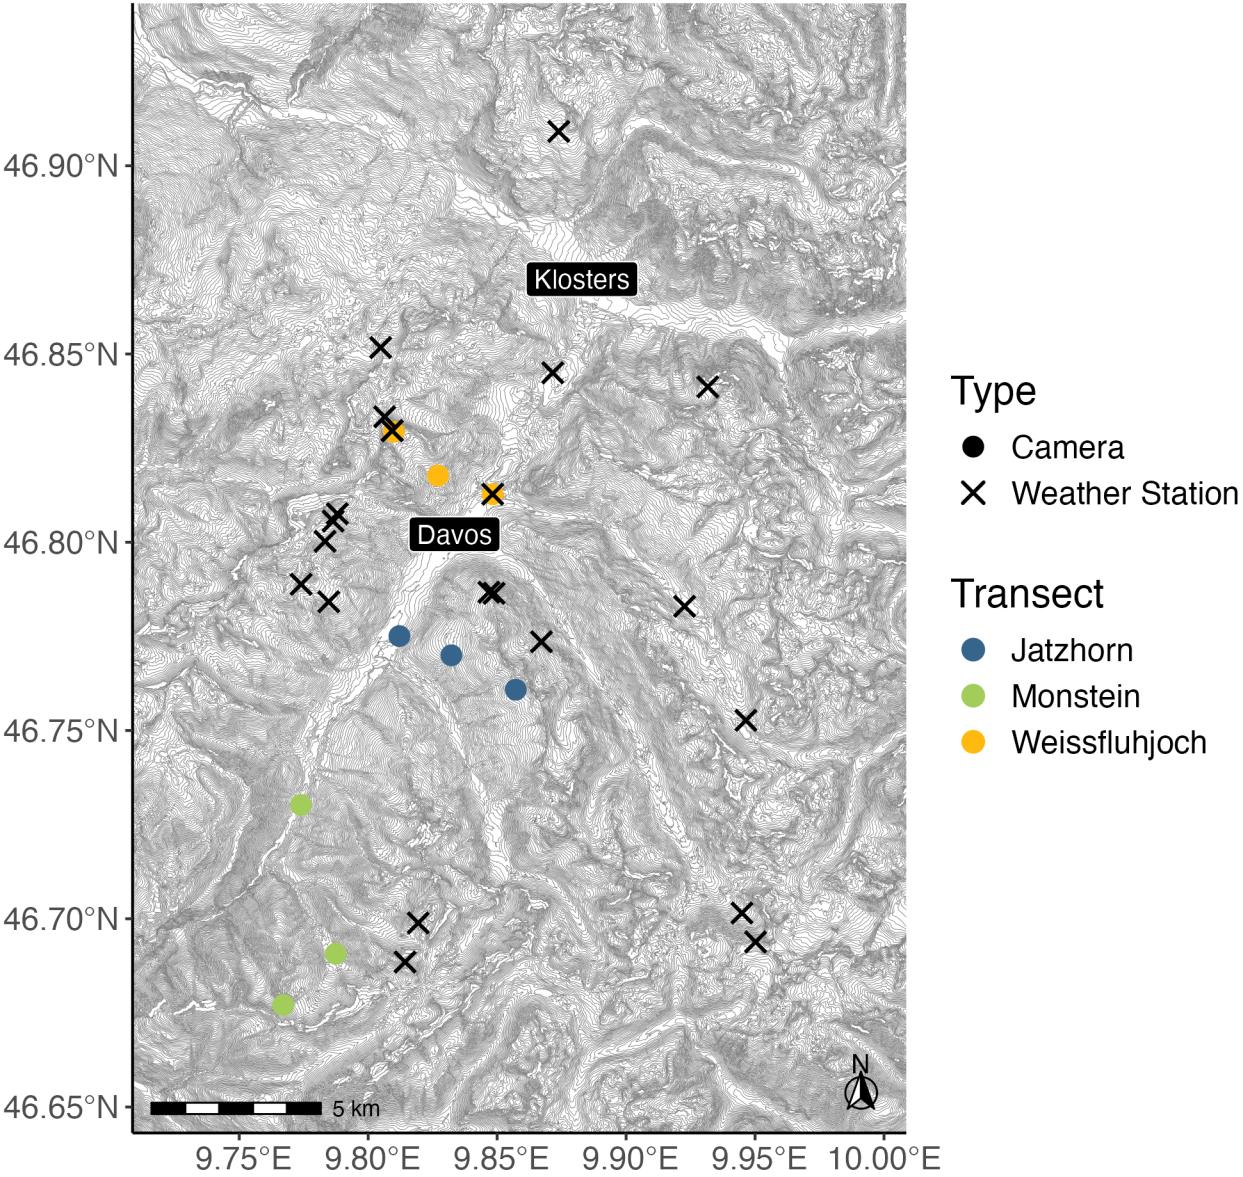 46.90°N
46.85°N
46.80°N
46.75°N
46.70°N
46.65°N
Klosters
Davos
N
5 km
9.75°E 9.80°E 9.85°E 9.90°E 9.95°E 10.00°E
Type
Camera
Weather Station
Transect
Jatzhorn
Monstein
Weissfluhjoch